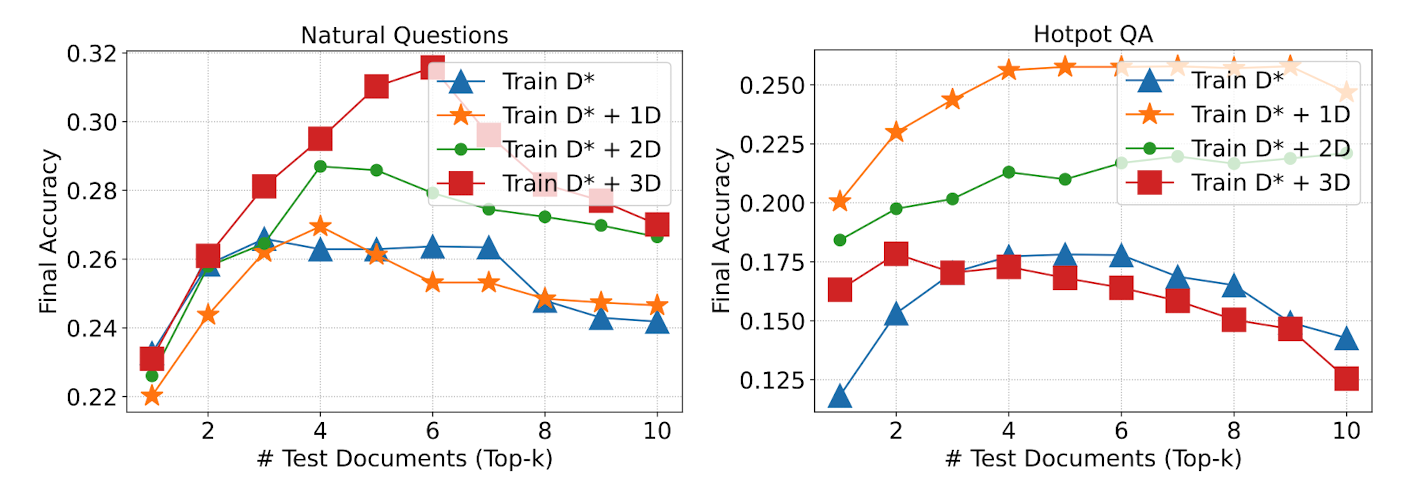 Natural Questions
0.32
0.30
0.28
0.26
0.24
0.22
Final Accuracy
Train D*
Train D* + 1D
Train D* + 2D
Train D* + 3D
2 4 6 8 10
# Test Documents (Top-k)
Hotpot QA
0.250
0.225
0.200
0.175
0.150
0.125
Final Accuracy
Train D*
Train D* + 1D
Train D* + 2D
Train D* + 3D
2 4 6 8 10
# Test Documents (Top-k)